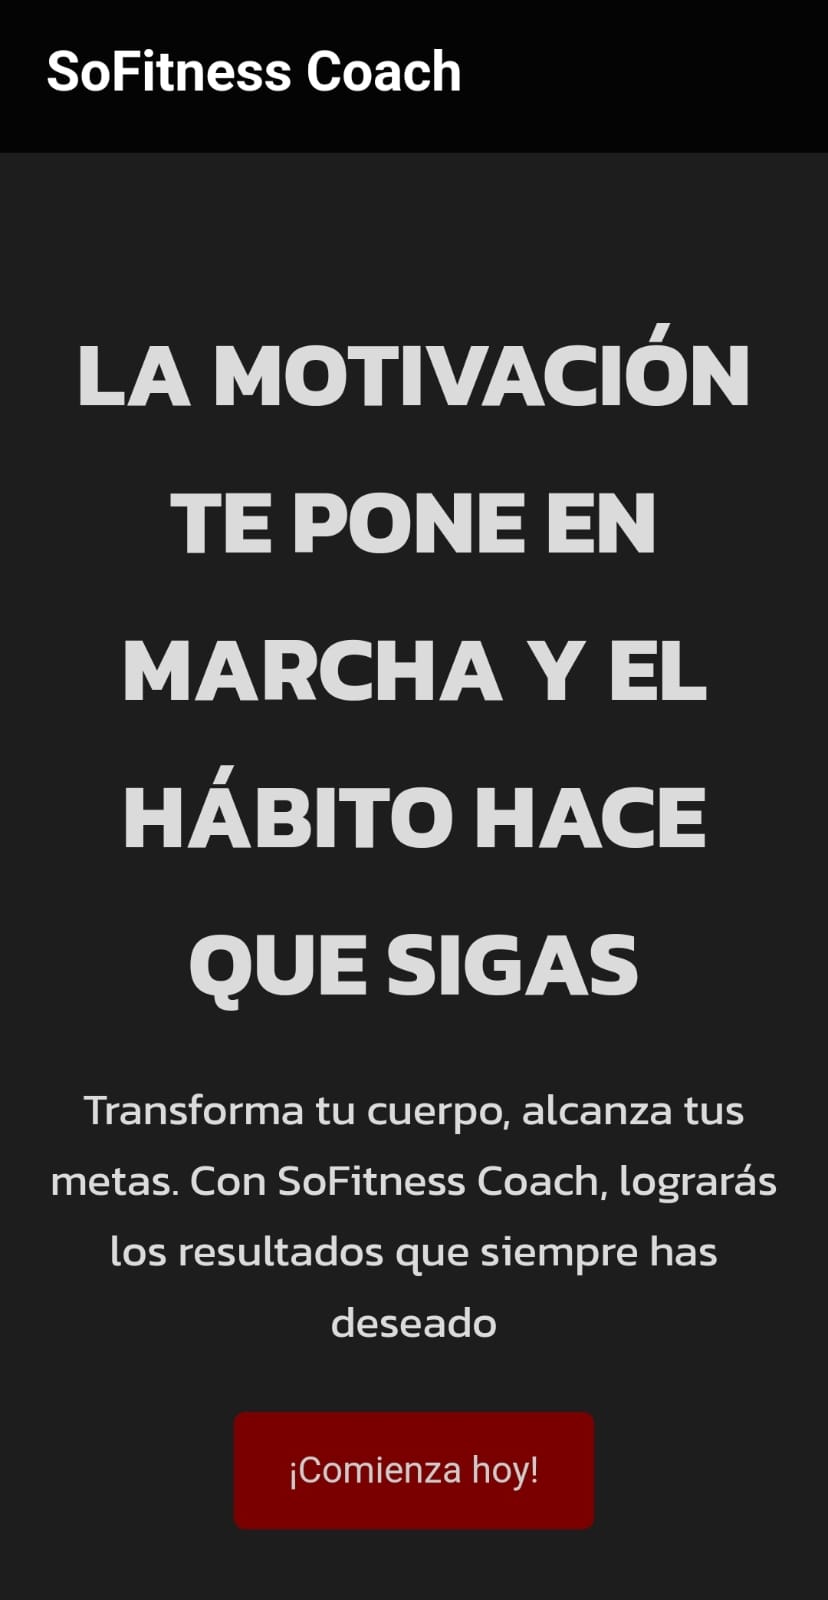 SoFitness Coach
LA MOTIVACIÓN
TE PONE EN
MARCHA Y EL
HÁBITO HACE
QUE SIGAS
Transforma tu cuerpo, alcanza tus
metas. Con SoFitness Coach, lograrás
los resultados que siempre has
deseado
¡Comienza hoy!